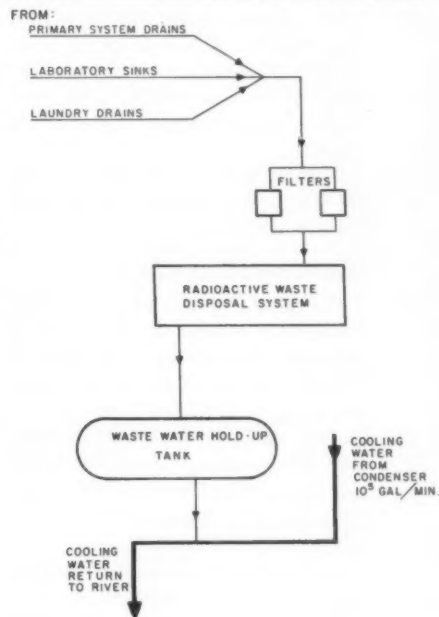 FROM:
PRIMARY SYSTEM DRAINS
LABORATORY SINKS
LAUNDRY DRAINS
FILTERS
RADIOACTIVE WASTE
DISPOSAL SYSTEM
WASTE WATER HOLD-UP
TANK
COOLING
WATER
FROM
CONDENSER
10⁵ GAL/MIN.
COOLING
WATER
RETURN
TO RIVER